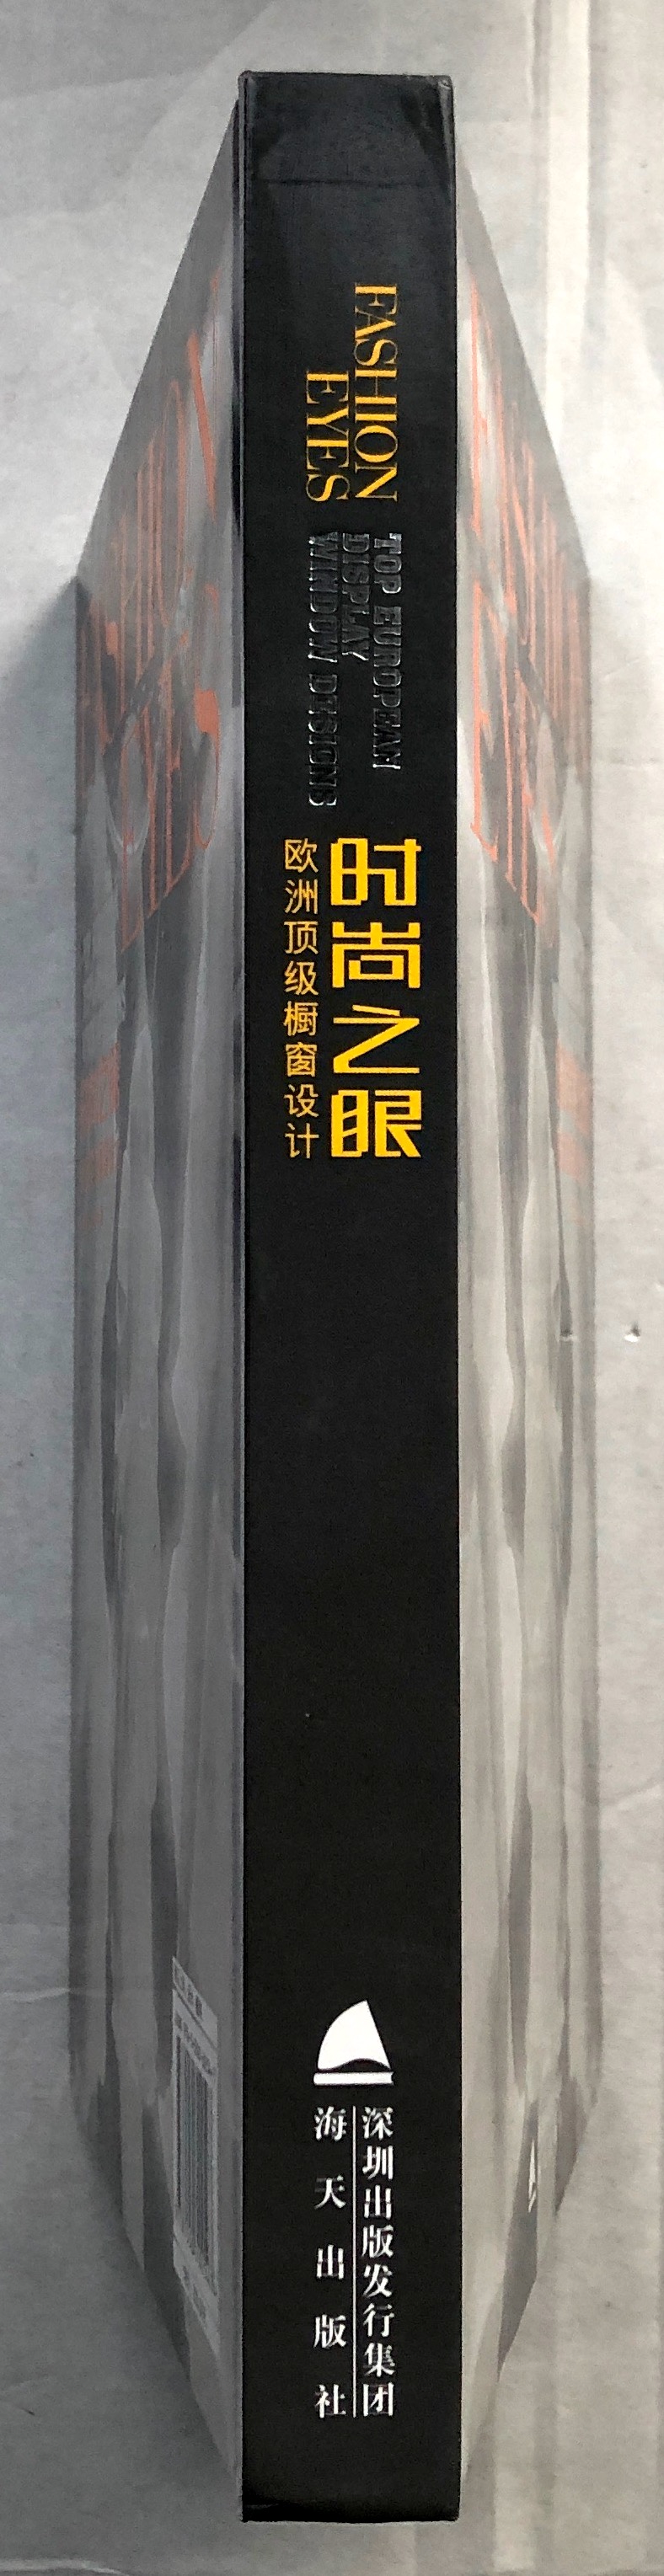 FASHION
EYES
TOP EUROPEAN
DISPLAY
WINDOW DESIGNS
时尚之眼
欧洲顶级橱窗设计
深圳出版发行集团
海天出版社